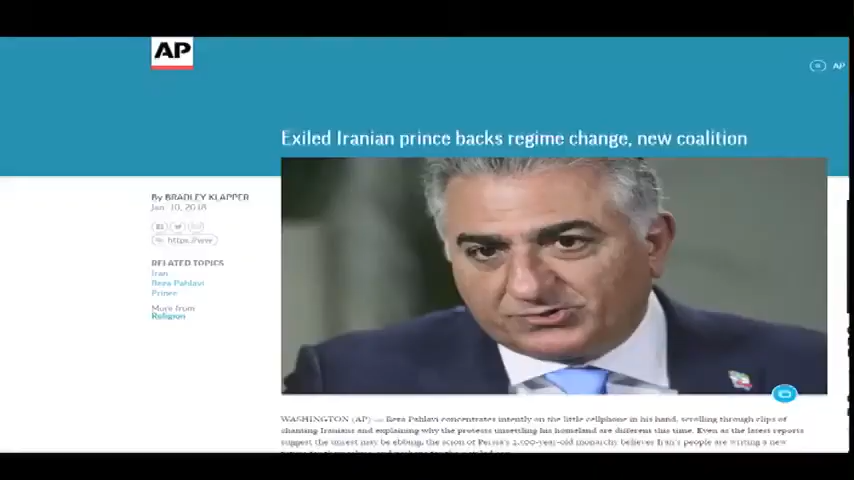 AP
AP
Exiled Iranian prince backs regime change, new coalition
By BRADLEY KLAPPER
Jan. 10, 2018
https://wer
RELATED TOPICS
Iran
Reza Pahlavi
Prince
More from
Religion
WASHINGTON (AP) — Reza Pahlavi concentrates intently on the little cellphone in his hand, scrolling through clips of
chanting Iranians and explaining why the protests unsettling his homeland are different this time. Even as the latest reports
suggest the unrest may be ebbing, the scion of Persia's 2,500-year-old monarchy believes Iran's people are writing a new